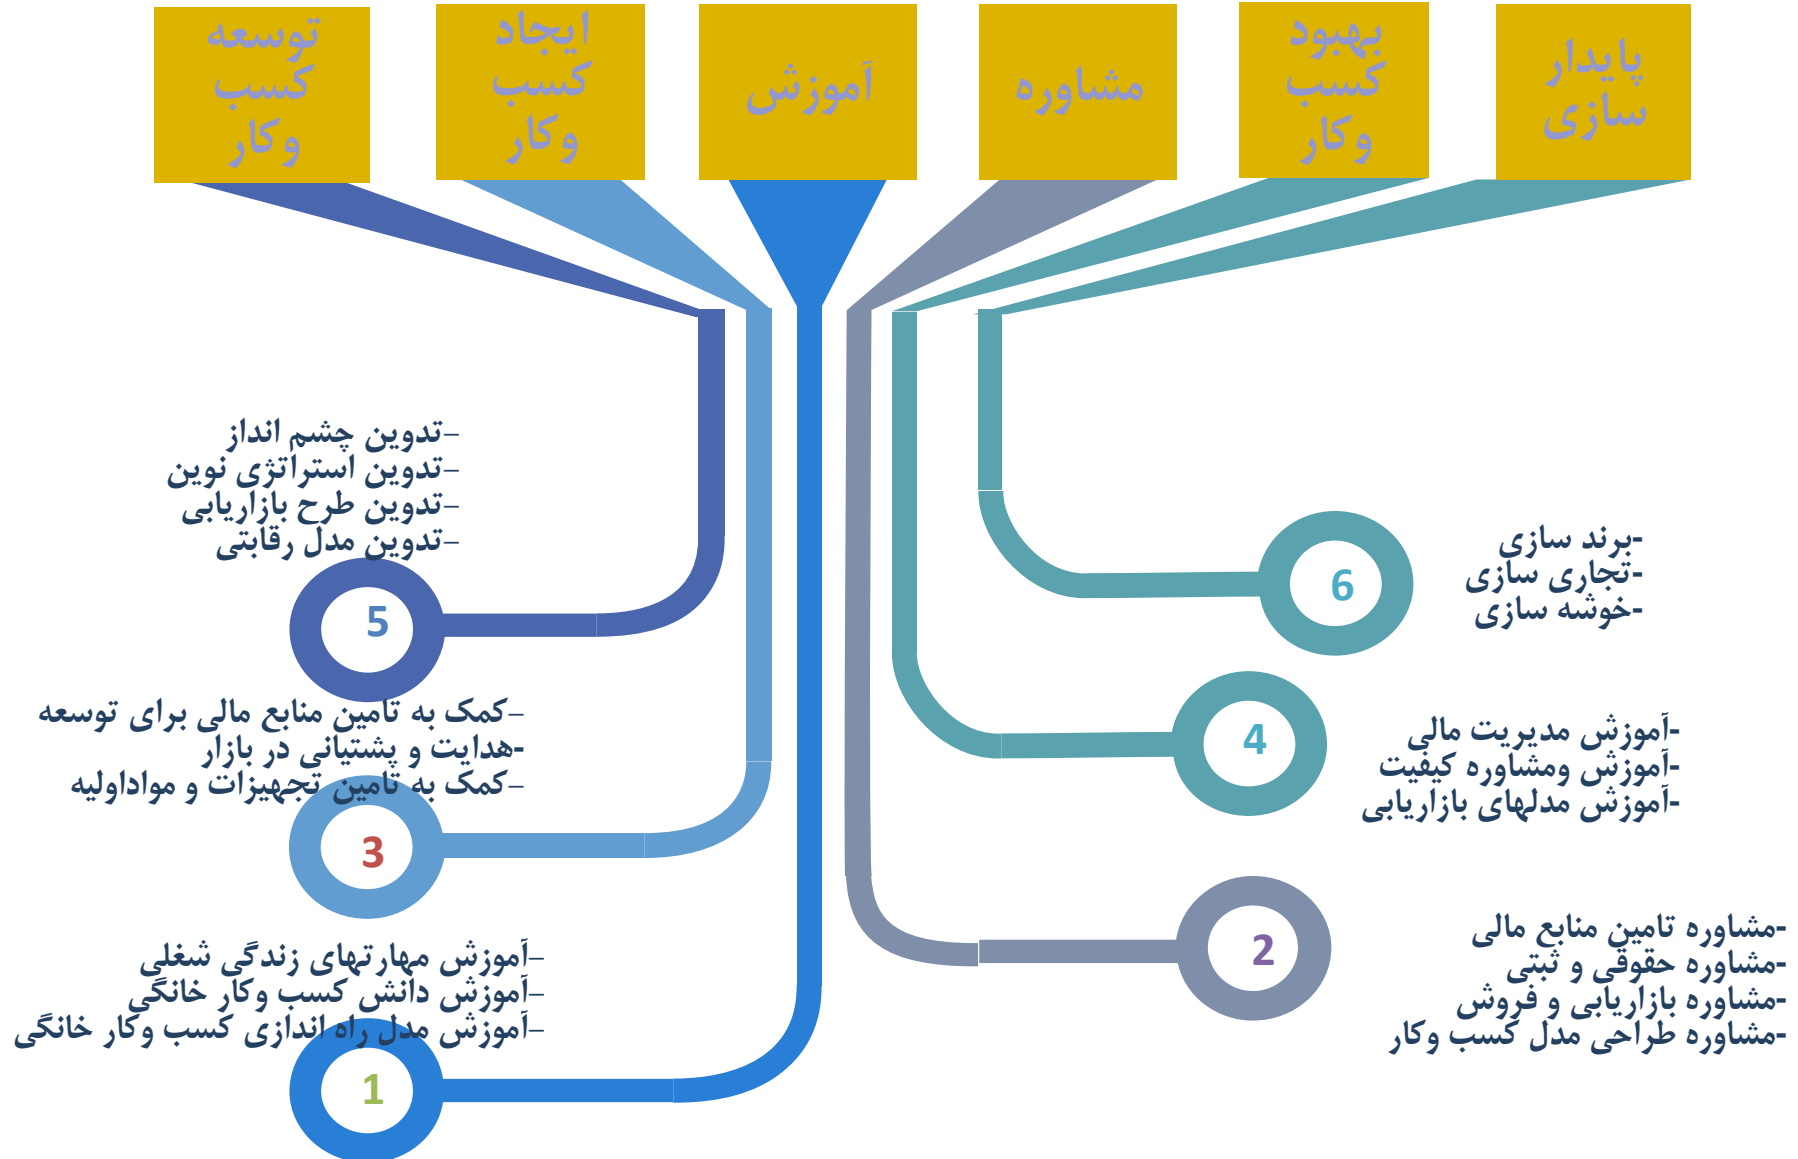 پایدار
سازی
بهبود
کسب
وکار
مشاوره
آموزش
ایجاد
کسب
وکار
توسعه
کسب
وکار
-برند سازی
-تجاری سازی
-خوشه سازی
6
-آموزش مدیریت مالی
-آموزش ومشاوره کیفیت
-آموزش مدلهای بازاریابی
4
-مشاوره تامین منابع مالی
-مشاوره حقوقی و ثبتی
-مشاوره بازاریابی و فروش
-مشاوره طراحی مدل کسب وکار
2
–تدوین چشم انداز
–تدوین استراتژی نوین
–تدوین طرح بازاریابی
–تدوین مدل رقابتی
5
–کمک به تامین منابع مالی برای توسعه
-هدایت و پشتیانی در بازار
–کمک به تامین تجهیزات و مواداولیه
3
–آموزش مهارتهای زندگی شغلی
–آموزش دانش کسب وکار خانگی
–آموزش مدل راه اندازی کسب وکار خانگی
1